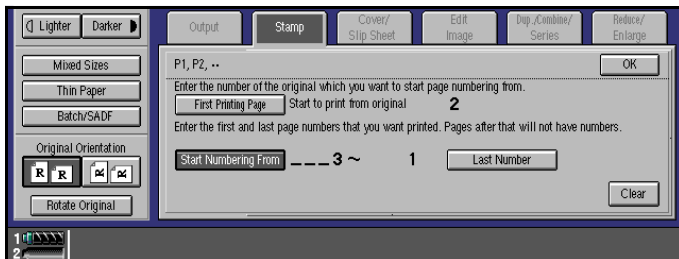 Lighter Darker
Output Stamp Cover/ Slip Sheet Edit Image Dup./Combine/ Series Reduce/ Enlarge
Mixed Sizes
Thin Paper
Batch/SADF
Original Orientation
R R R R
Rotate Original
P1, P2, ··
OK
Enter the number of the original which you want to start page numbering from.
First Printing Page Start to print from original 2
Enter the first and last page numbers that you want printed. Pages after that will not have numbers.
Start Numbering From _ _ _ 3 ~ 1 Last Number
Clear
1
2